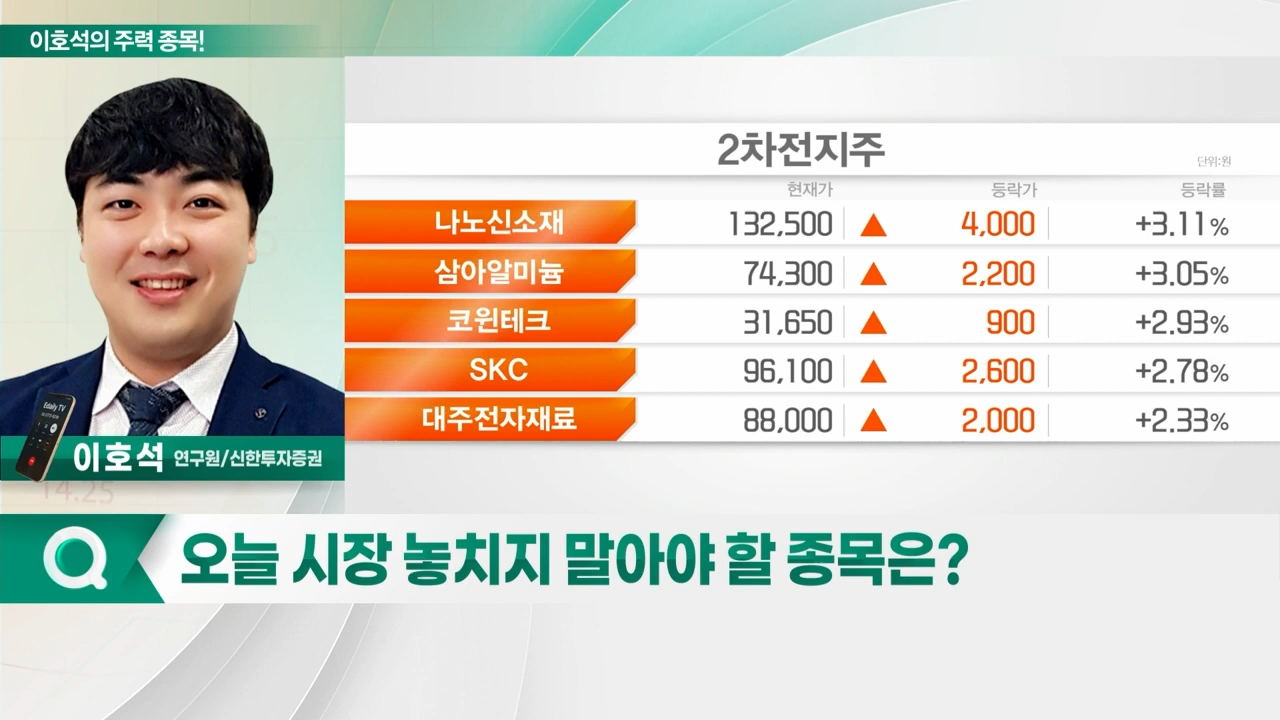 이호석의 주력 종목!
2차전지주
단위:원
현재가 등락가 등락률
나노신소재 132,500 ▲ 4,000 +3.11%
삼아알미늄 74,300 ▲ 2,200 +3.05%
코윈테크 31,650 ▲ 900 +2.93%
SKC 96,100 ▲ 2,600 +2.78%
대주전자재료 88,000 ▲ 2,000 +2.33%
Edaily TV
이호석 연구원/신한투자증권
14.25
Q 오늘 시장 놓치지 말아야 할 종목은?